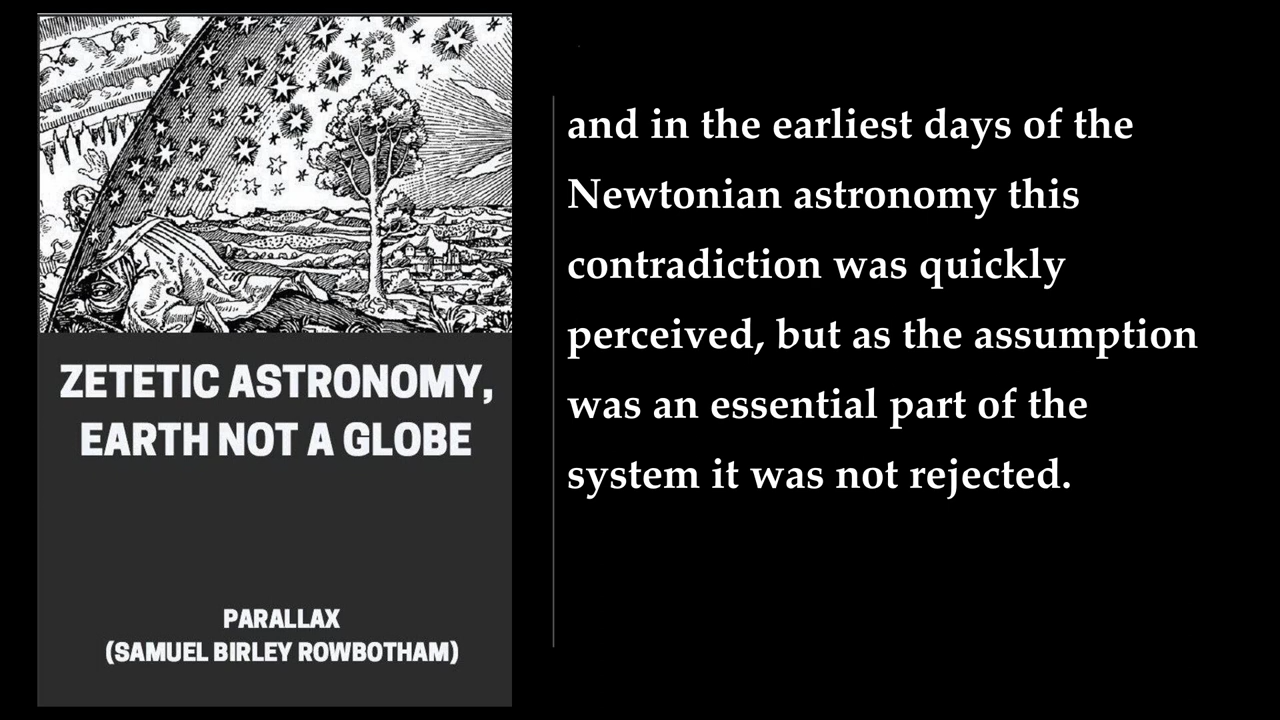 ZETETIC ASTRONOMY,
EARTH NOT A GLOBE
PARALLAX
(SAMUEL BIRLEY ROWBOTHAM)
and in the earliest days of the
Newtonian astronomy this
contradiction was quickly
perceived, but as the assumption
was an essential part of the
system it was not rejected.